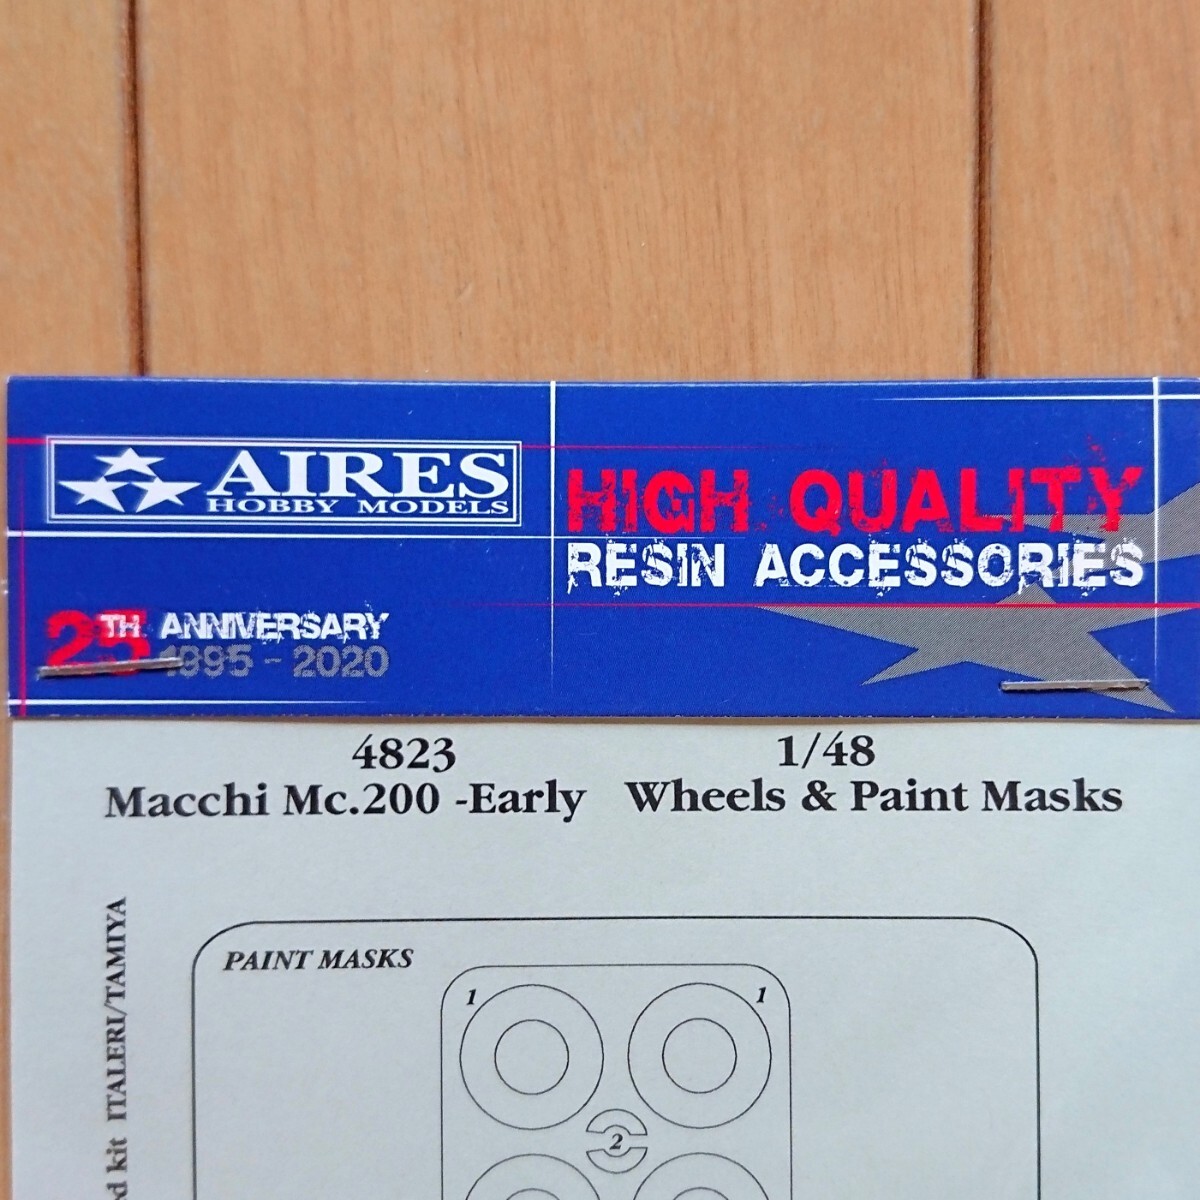 AIRES
HOBBY MODELS
HIGH QUALITY
RESIN ACCESSORIES
25TH ANNIVERSARY
1995 - 2020
4823
1/48
Macchi Mc.200 -Early
Wheels & Paint Masks
kit ITALERI/TAMIYA
PAINT MASKS
1
1
2